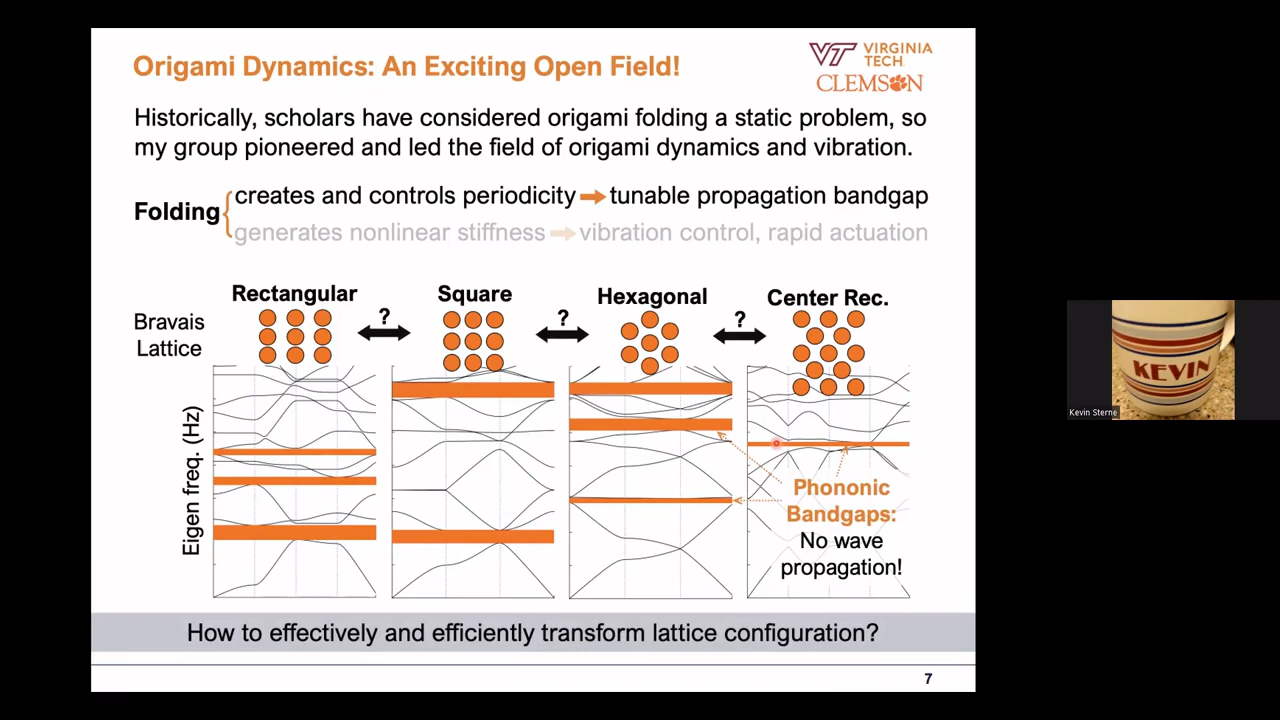 Origami Dynamics: An Exciting Open Field!
VT VIRGINIA
TECH
CLEMSON
Historically, scholars have considered origami folding a static problem, so
my group pioneered and led the field of origami dynamics and vibration.
Folding
creates and controls periodicity tunable propagation bandgap
generates nonlinear stiffness vibration control, rapid actuation
Bravais
Lattice
Rectangular ? Square ? Hexagonal ? Center Rec.
Eigen freq. (Hz)
Phononic
Bandgaps:
No wave
propagation!
How to effectively and efficiently transform lattice configuration?
7
KEVIN
Kevin Sterne